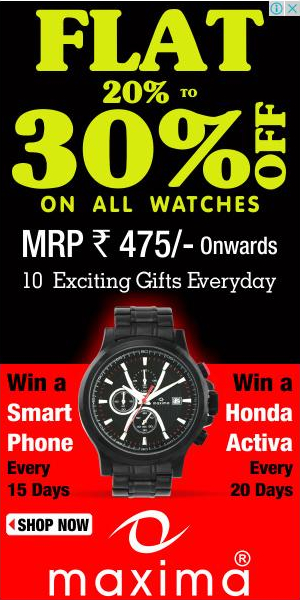 FLAT
20% TO
30% OFF
ON ALL WATCHES
MRP ₹ 475/- Onwards
10 Exciting Gifts Everyday
maxima
Win a
Smart
Phone
Every
15 Days
Win a
Honda
Activa
Every
20 Days
SHOP NOW
maxima®